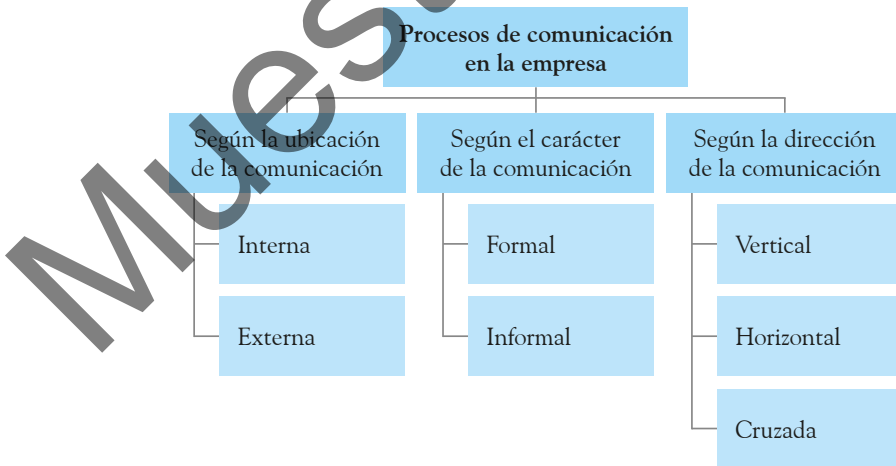 Procesos de comunicación
en la empresa
Según la ubicación
de la comunicación
Interna
Externa
Según el carácter
de la comunicación
Formal
Informal
Según la dirección
de la comunicación
Vertical
Horizontal
Cruzada
Mues